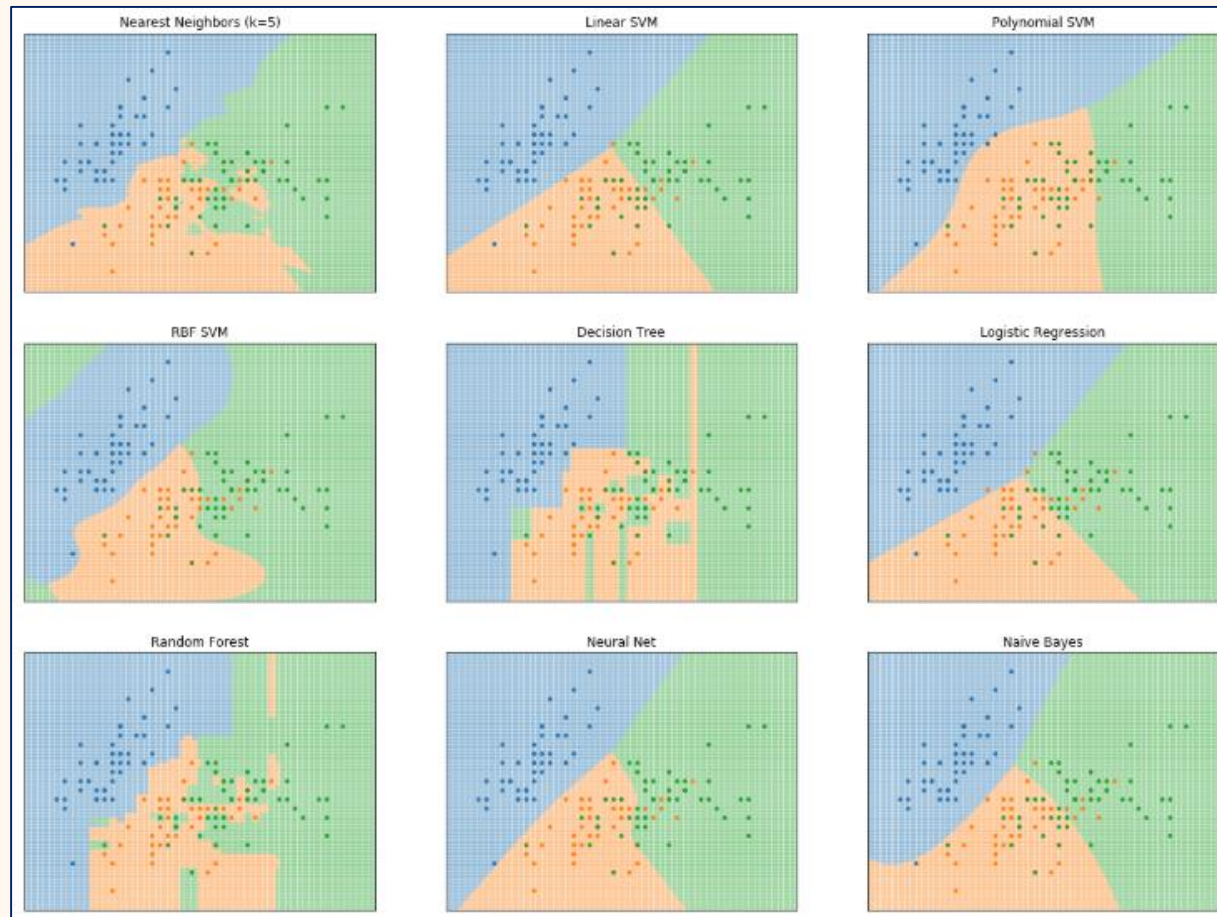 Nearest Neighbors (k=5)
Linear SVM
Polynomial SVM
RBF SVM
Decision Tree
Logistic Regression
Random Forest
Neural Net
Naive Bayes